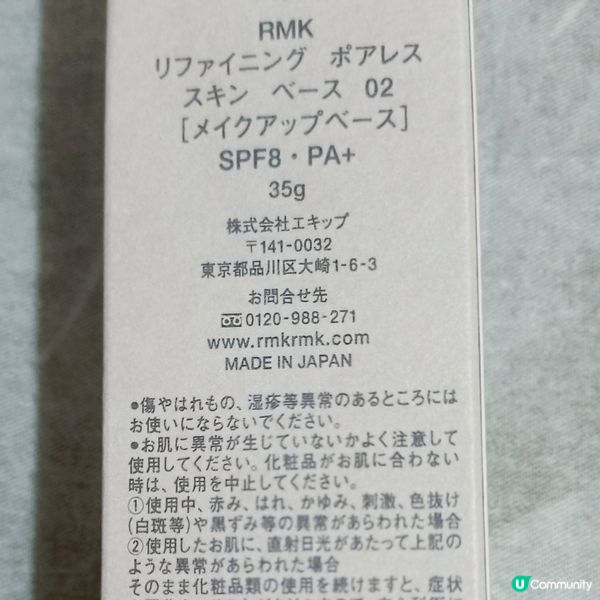 RMK
リファイニング ポアレス
スキン ベース 02
[メイクアップベース]
SPF8・PA+
35g
株式会社エキップ
〒141-0032
東京都品川区大崎1-6-3
お問合せ先
0120-988-271
www.rmkrmk.com
MADE IN JAPAN
●傷やはれもの、湿疹等異常のあるところには
お使いにならないでください。
●お肌に異常が生じていないかよく注意して
使用してください。化粧品がお肌に合わない
時は、使用を中止してください。
①使用中、赤み、はれ、かゆみ、刺激、色抜け
(白斑等)や黒ずみ等の異常があらわれた場合
②使用したお肌に、直射日光があたって上記の
ような異常があらわれた場合
そのまま化粧品類の使用を続けますと、症状
U Community